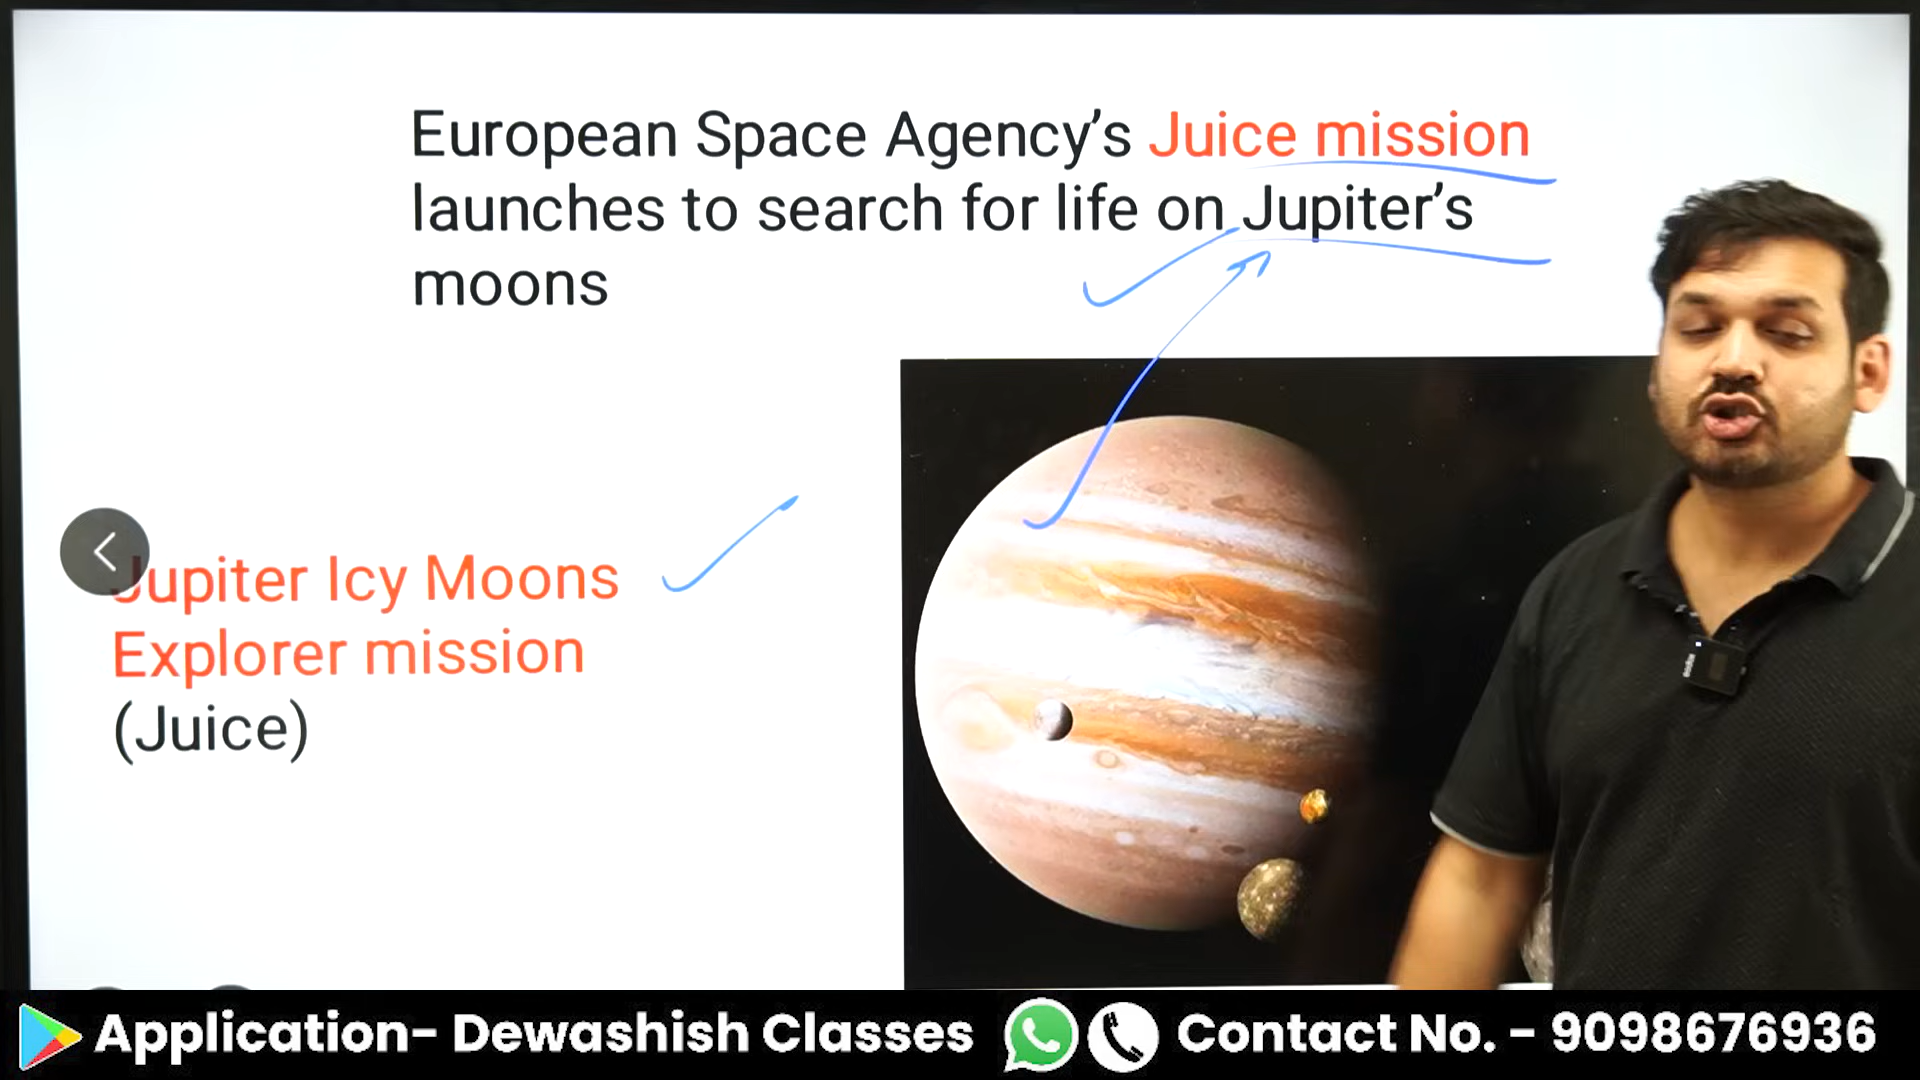 European Space Agency’s Juice mission
launches to search for life on Jupiter’s
moons
Jupiter Icy Moons
Explorer mission
(Juice)
Application- Dewashish Classes
Contact No. - 9098676936